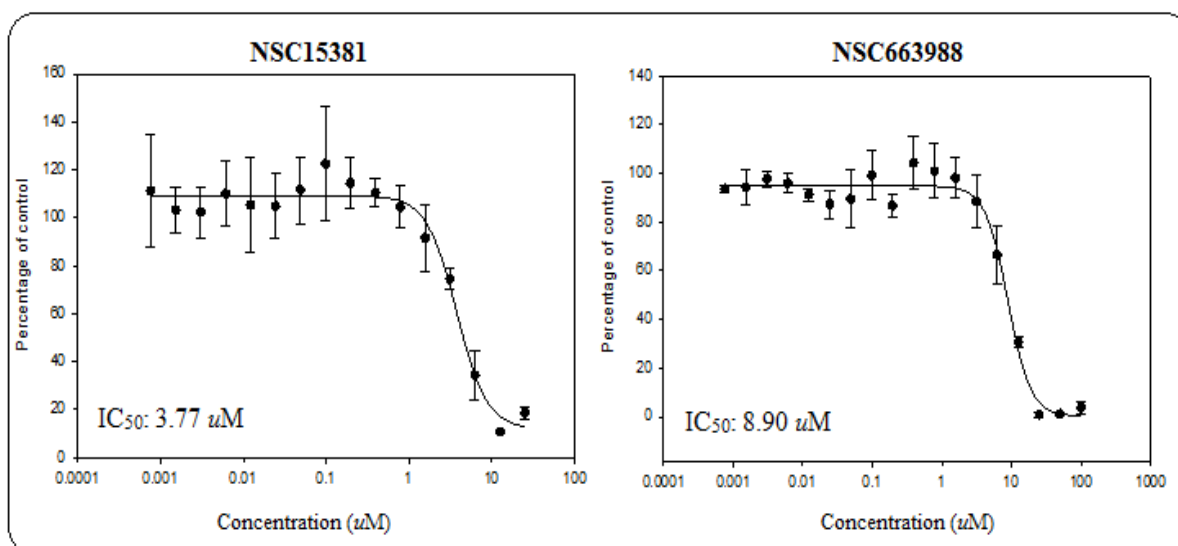 NSC15381
160
140
120
100
80
60
40
20
0
Percentage of control
IC50: 3.77 uM
0.0001 0.001 0.01 0.1 1 10 100
Concentration (uM)
NSC663988
140
120
100
80
60
40
20
0
Percentage of control
IC50: 8.90 uM
0.0001 0.001 0.01 0.1 1 10 100 1000
Concentration (uM)